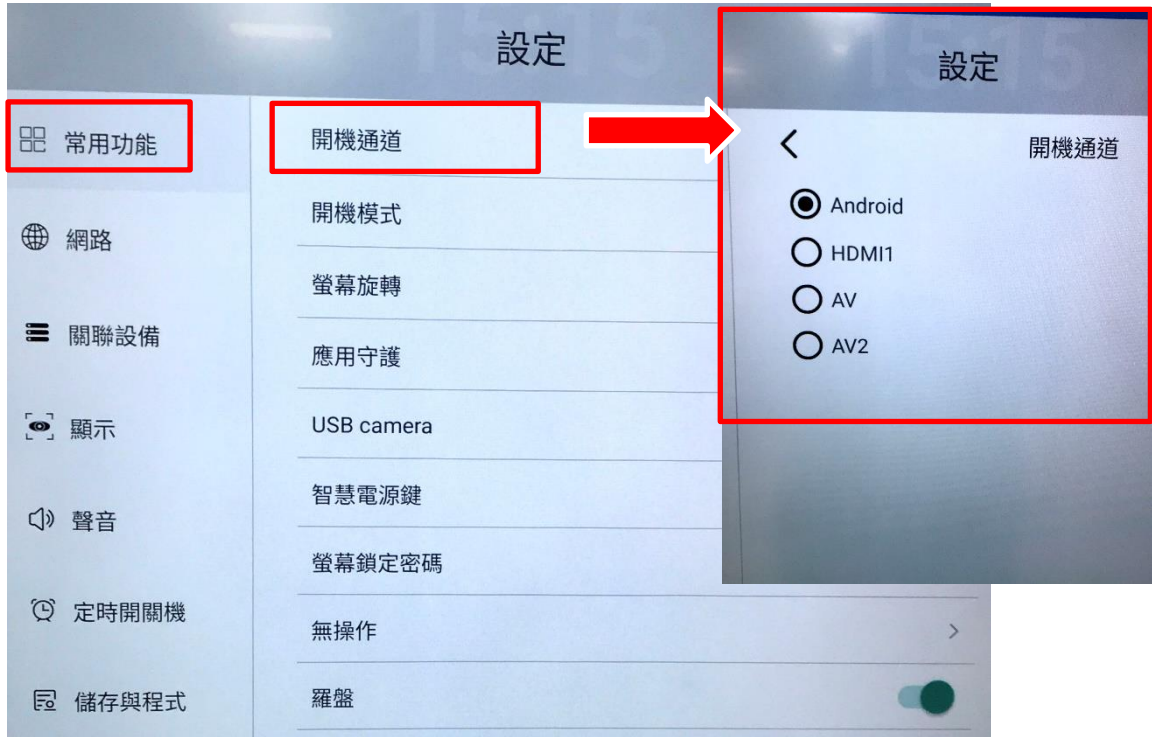 設定
常用功能
網路
關聯設備
顯示
聲音
定時開關機
儲存與程式
開機通道
開機模式
螢幕旋轉
應用守護
USB camera
智慧電源鍵
螢幕鎖定密碼
無操作
羅盤
15:15
設定
開機通道
Android
HDMI1
AV
AV2